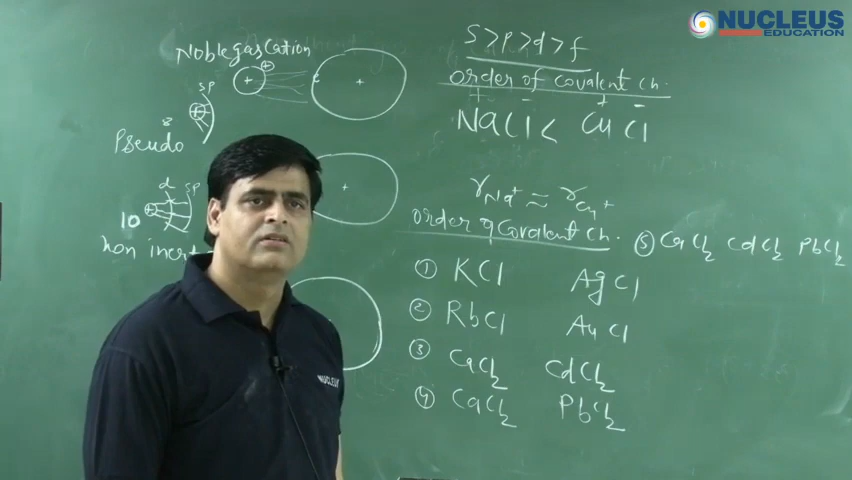 NUCLEUS
EDUCATION
Noble gas Cation
+
+
+
SP
8
Pseudo
+
d
SP
10
+
non inert
S > P > d > f
order of Covalent Ch.
+ - + -
NaCl < CuCl
rNa+ ≈ rCu+
order of Covalent Ch.
① KCl AgCl
② RbCl AuCl
③ CaCl2 CdCl2
④ CaCl2 PbCl2
⑤ CaCl2 CdCl2 PbCl2
NUCLEUS